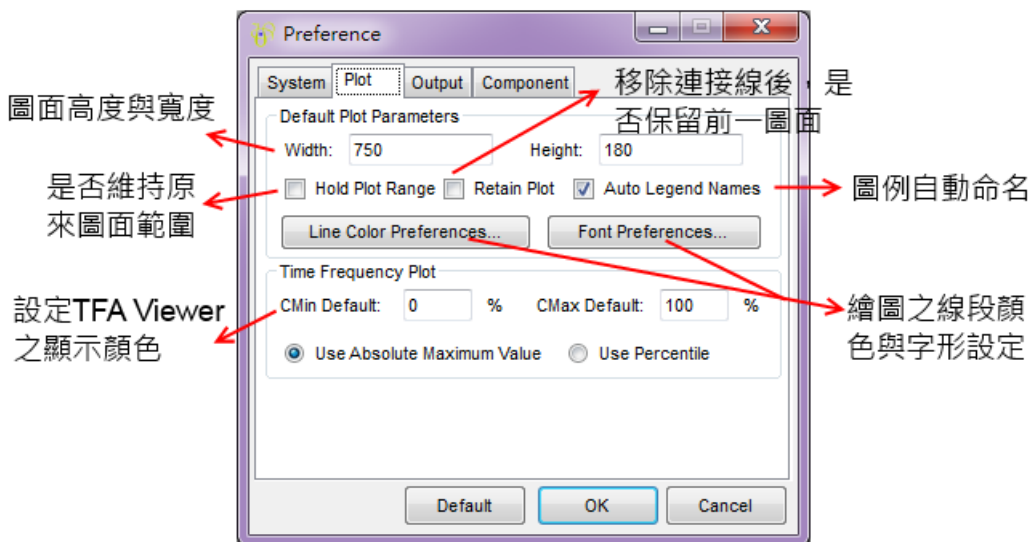 Preference
System Plot Output Component
移除連接線後，是
否保留前一圖面
圖面高度與寬度
Default Plot Parameters
Width: 750 Height: 180
是否維持原
來圖面範圍
Hold Plot Range Retain Plot Auto Legend Names
圖例自動命名
Line Color Preferences... Font Preferences...
Time Frequency Plot
CMin Default: 0 % CMax Default: 100 %
設定TFA Viewer
之顯示顏色
繪圖之線段顏
色與字形設定
Use Absolute Maximum Value Use Percentile
Default OK Cancel